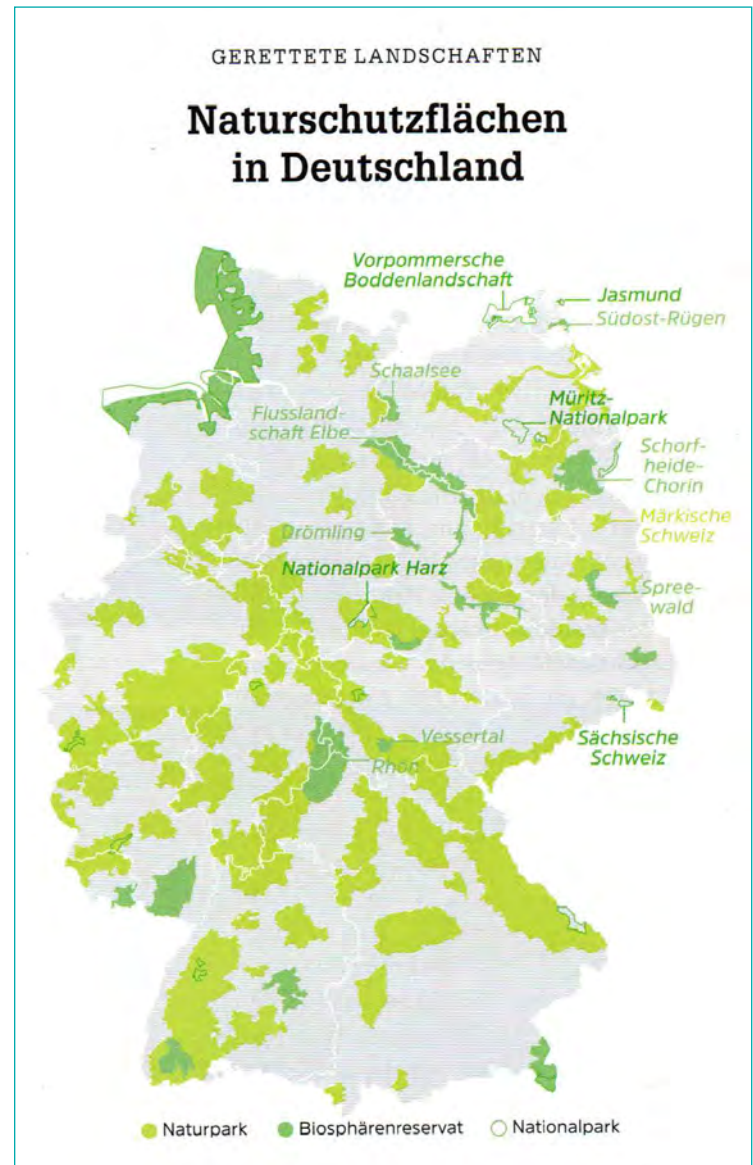 GERETTETE LANDSCHAFTEN
Naturschutzflächen
in Deutschland
Vorpommersche
Boddenlandschaft
Jasmund
Südost-Rügen
Schaalsee
Müritz-
Nationalpark
Flussland-
schaft Elbe
Schorf-
heide-
Chorin
Märkische
Schweiz
Drömling
Nationalpark Harz
Spree-
wald
Vessertal
Rhön
Sächsische
Schweiz
Naturpark
Biosphärenreservat
Nationalpark